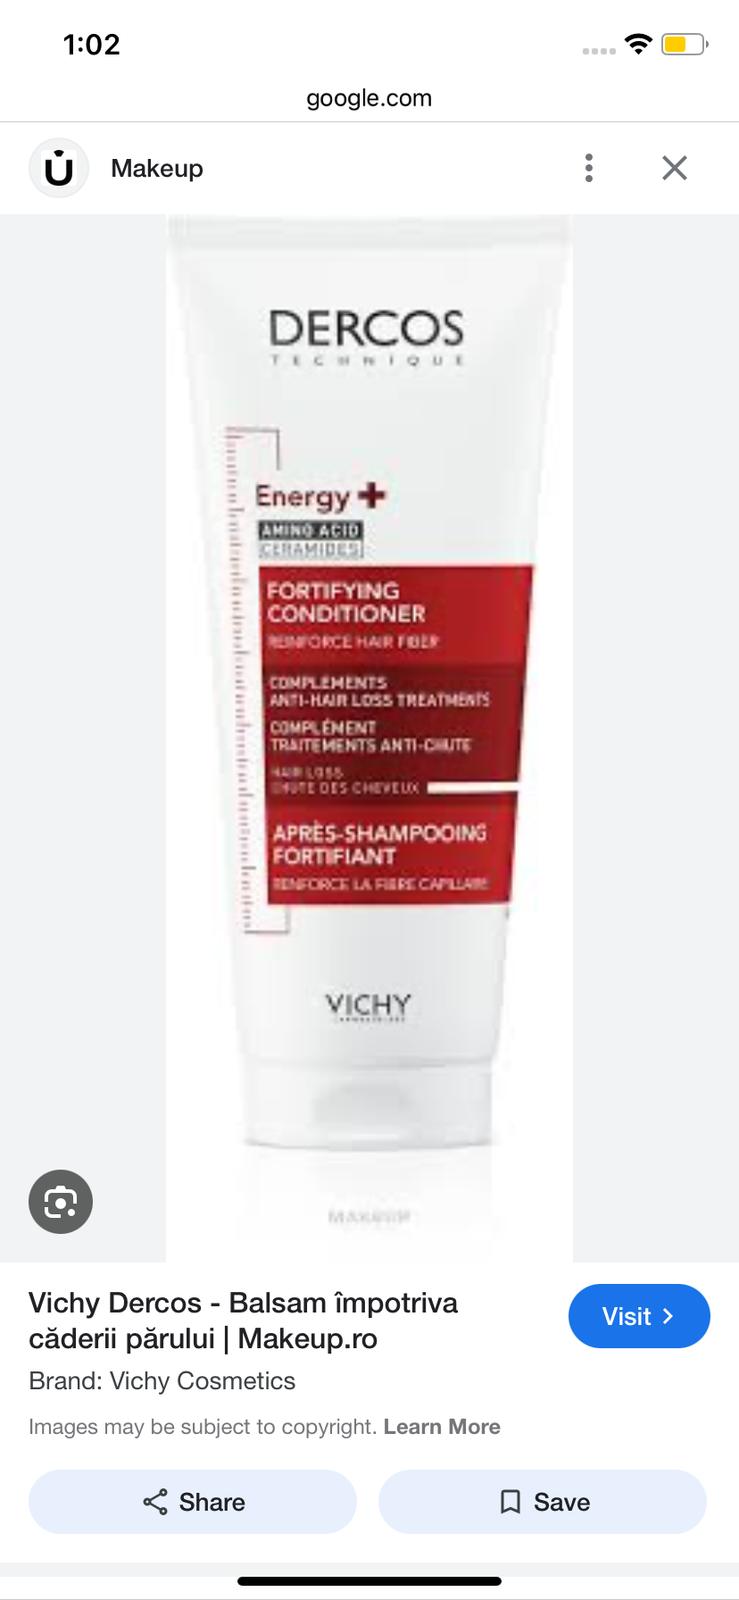 1:02
google.com
Makeup
DERCOS
TECHNIQUE
Energy +
AMINO ACID
CERAMIDES
FORTIFYING
CONDITIONER
REINFORCE HAIR FIBER
COMPLEMENTS
ANTI-HAIR LOSS TREATMENTS
COMPLÉMENT
TRAITEMENTS ANTI-CHUTE
HAIR LOSS
CHUTE DES CHEVEUX
APRÈS-SHAMPOOING
FORTIFIANT
RENFORCE LA FIBRE CAPILLAIRE
VICHY
LABORATOIRES
MAKEUP
Vichy Dercos - Balsam împotriva
căderii părului | Makeup.ro
Visit
Brand: Vichy Cosmetics
Images may be subject to copyright. Learn More
Share
Save